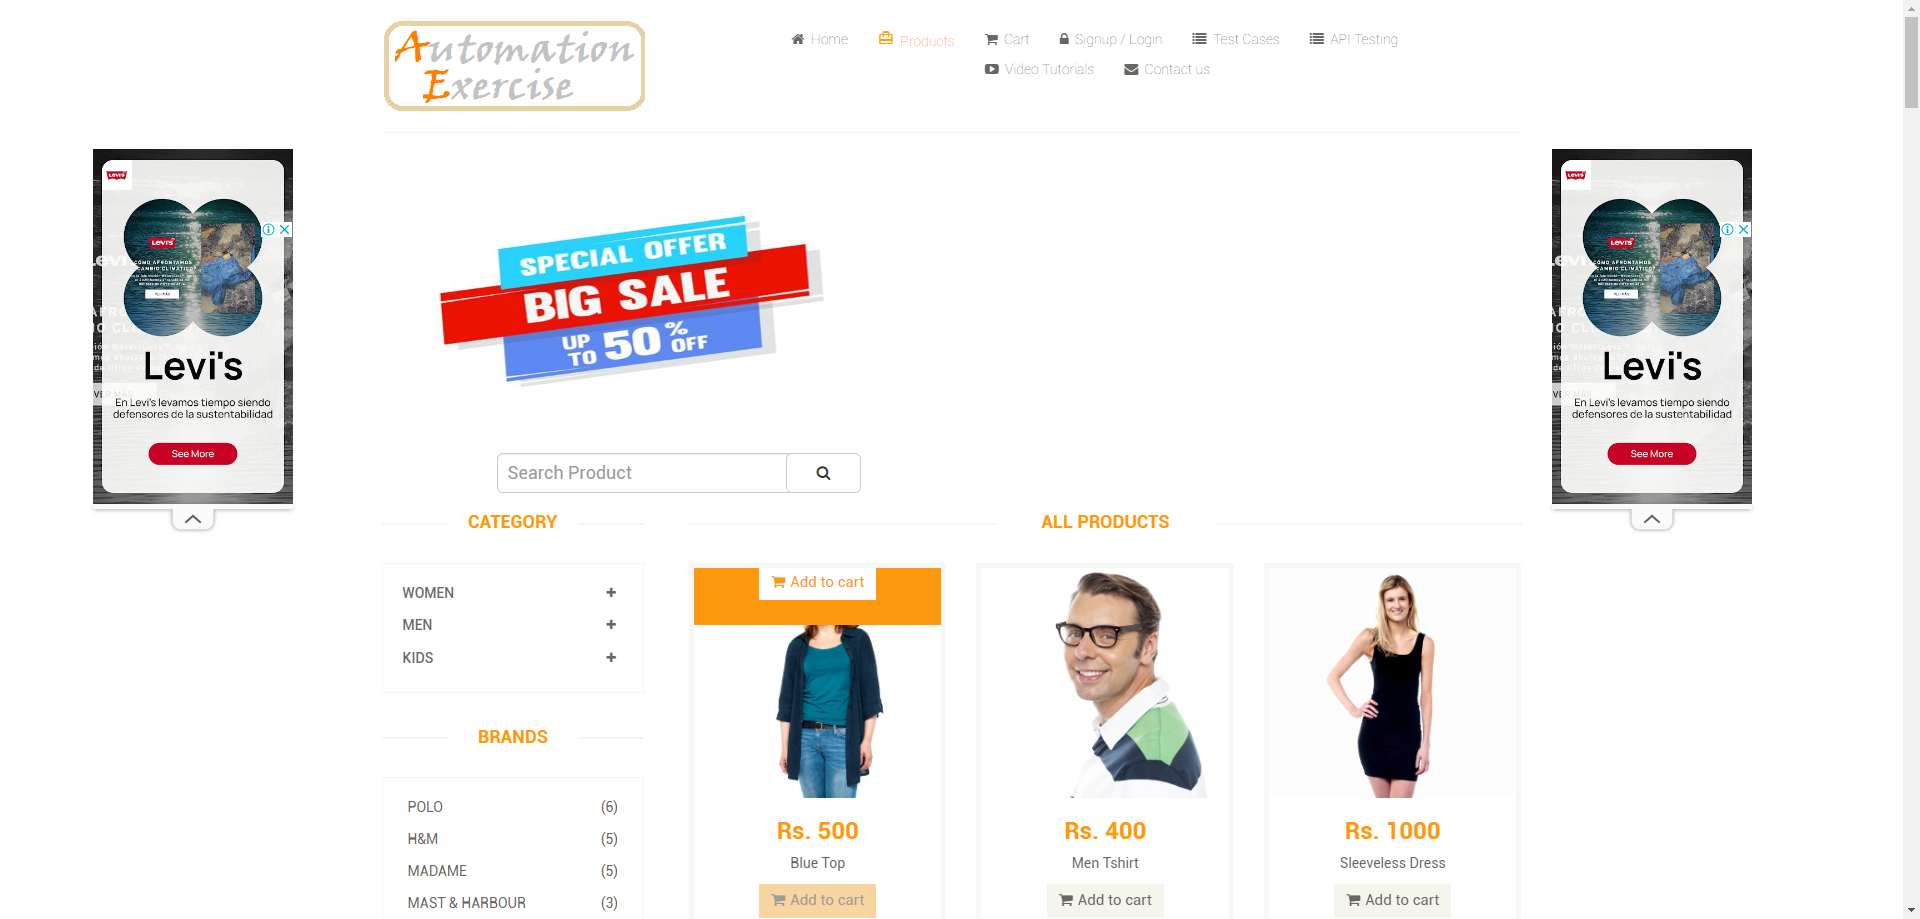 Automation
Exercise
Home
Products
Cart
Signup / Login
Test Cases
API Testing
Video Tutorials
Contact us
Levi's
En Levi's levamos tiempo siendo
defensores de la sustentabilidad
See More
SPECIAL OFFER
BIG SALE
UP TO 50% OFF
Levi's
En Levi's levamos tiempo siendo
defensores de la sustentabilidad
See More
Search Product
CATEGORY
WOMEN
MEN
KIDS
BRANDS
POLO (6)
H&M (5)
MADAME (5)
MAST & HARBOUR (3)
ALL PRODUCTS
Add to cart
Rs. 500
Blue Top
Add to cart
Rs. 400
Men Tshirt
Add to cart
Rs. 1000
Sleeveless Dress
Add to cart